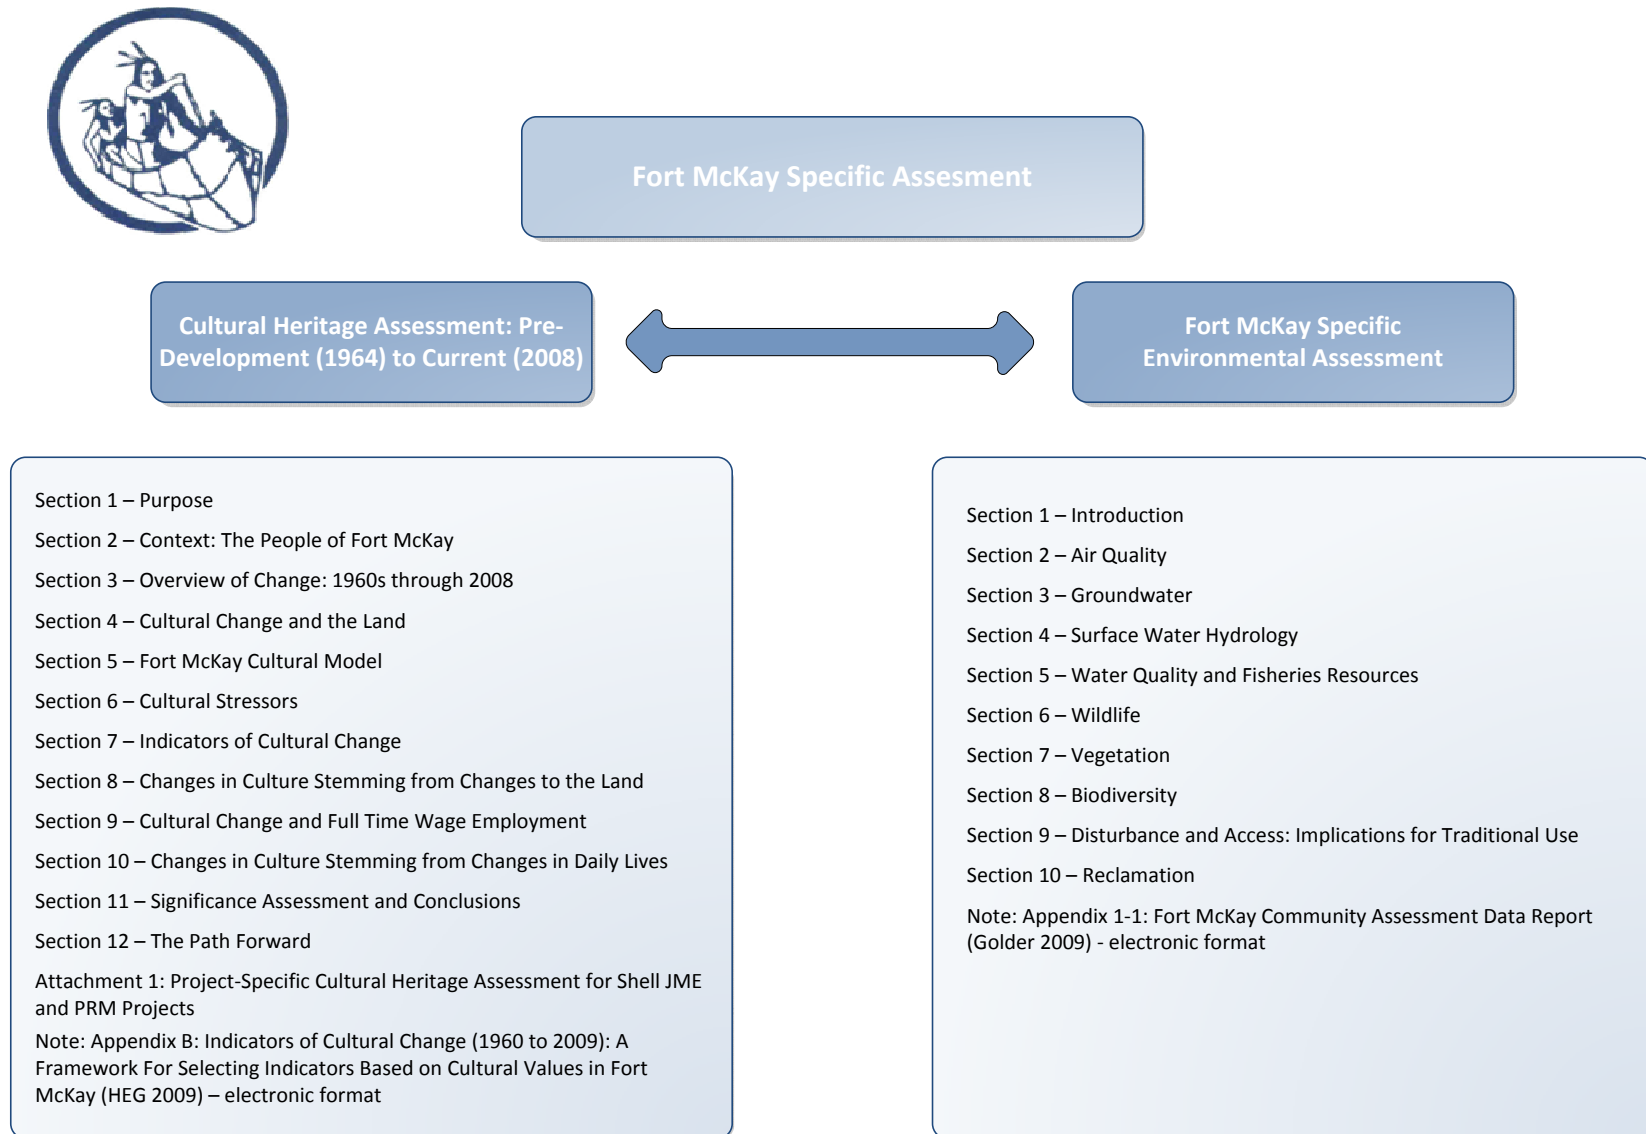 Fort McKay Specific Assesment
Cultural Heritage Assessment: Pre-
Development (1964) to Current (2008)
Fort McKay Specific
Environmental Assessment
Section 1 – Purpose
Section 2 – Context: The People of Fort McKay
Section 3 – Overview of Change: 1960s through 2008
Section 4 – Cultural Change and the Land
Section 5 – Fort McKay Cultural Model
Section 6 – Cultural Stressors
Section 7 – Indicators of Cultural Change
Section 8 – Changes in Culture Stemming from Changes to the Land
Section 9 – Cultural Change and Full Time Wage Employment
Section 10 – Changes in Culture Stemming from Changes in Daily Lives
Section 11 – Significance Assessment and Conclusions
Section 12 – The Path Forward
Attachment 1: Project-Specific Cultural Heritage Assessment for Shell JME
and PRM Projects
Note: Appendix B: Indicators of Cultural Change (1960 to 2009): A
Framework For Selecting Indicators Based on Cultural Values in Fort
McKay (HEG 2009) – electronic format
Section 1 – Introduction
Section 2 – Air Quality
Section 3 – Groundwater
Section 4 – Surface Water Hydrology
Section 5 – Water Quality and Fisheries Resources
Section 6 – Wildlife
Section 7 – Vegetation
Section 8 – Biodiversity
Section 9 – Disturbance and Access: Implications for Traditional Use
Section 10 – Reclamation
Note: Appendix 1-1: Fort McKay Community Assessment Data Report
(Golder 2009) - electronic format